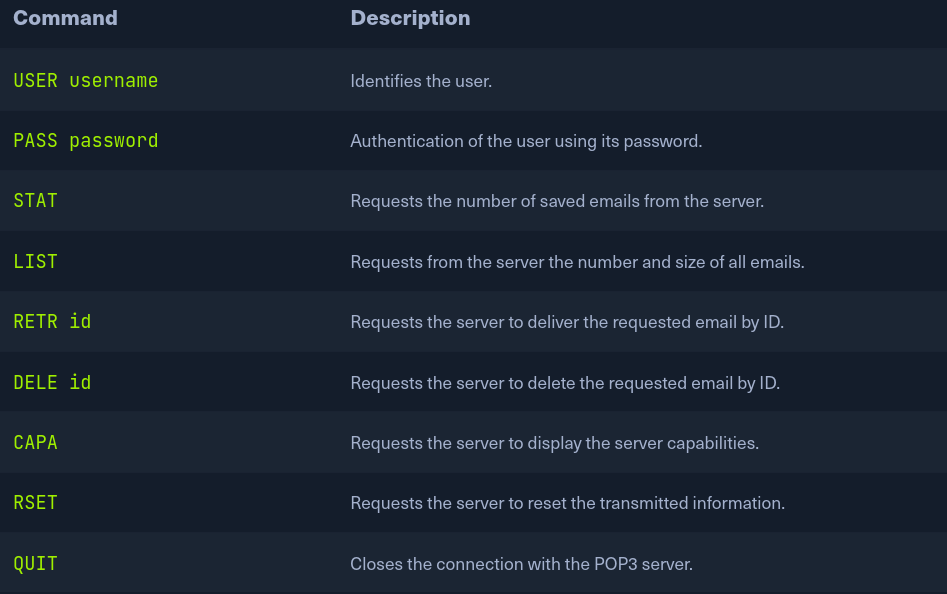 Command Description
USER username Identifies the user.
PASS password Authentication of the user using its password.
STAT Requests the number of saved emails from the server.
LIST Requests from the server the number and size of all emails.
RETR id Requests the server to deliver the requested email by ID.
DELE id Requests the server to delete the requested email by ID.
CAPA Requests the server to display the server capabilities.
RSET Requests the server to reset the transmitted information.
QUIT Closes the connection with the POP3 server.